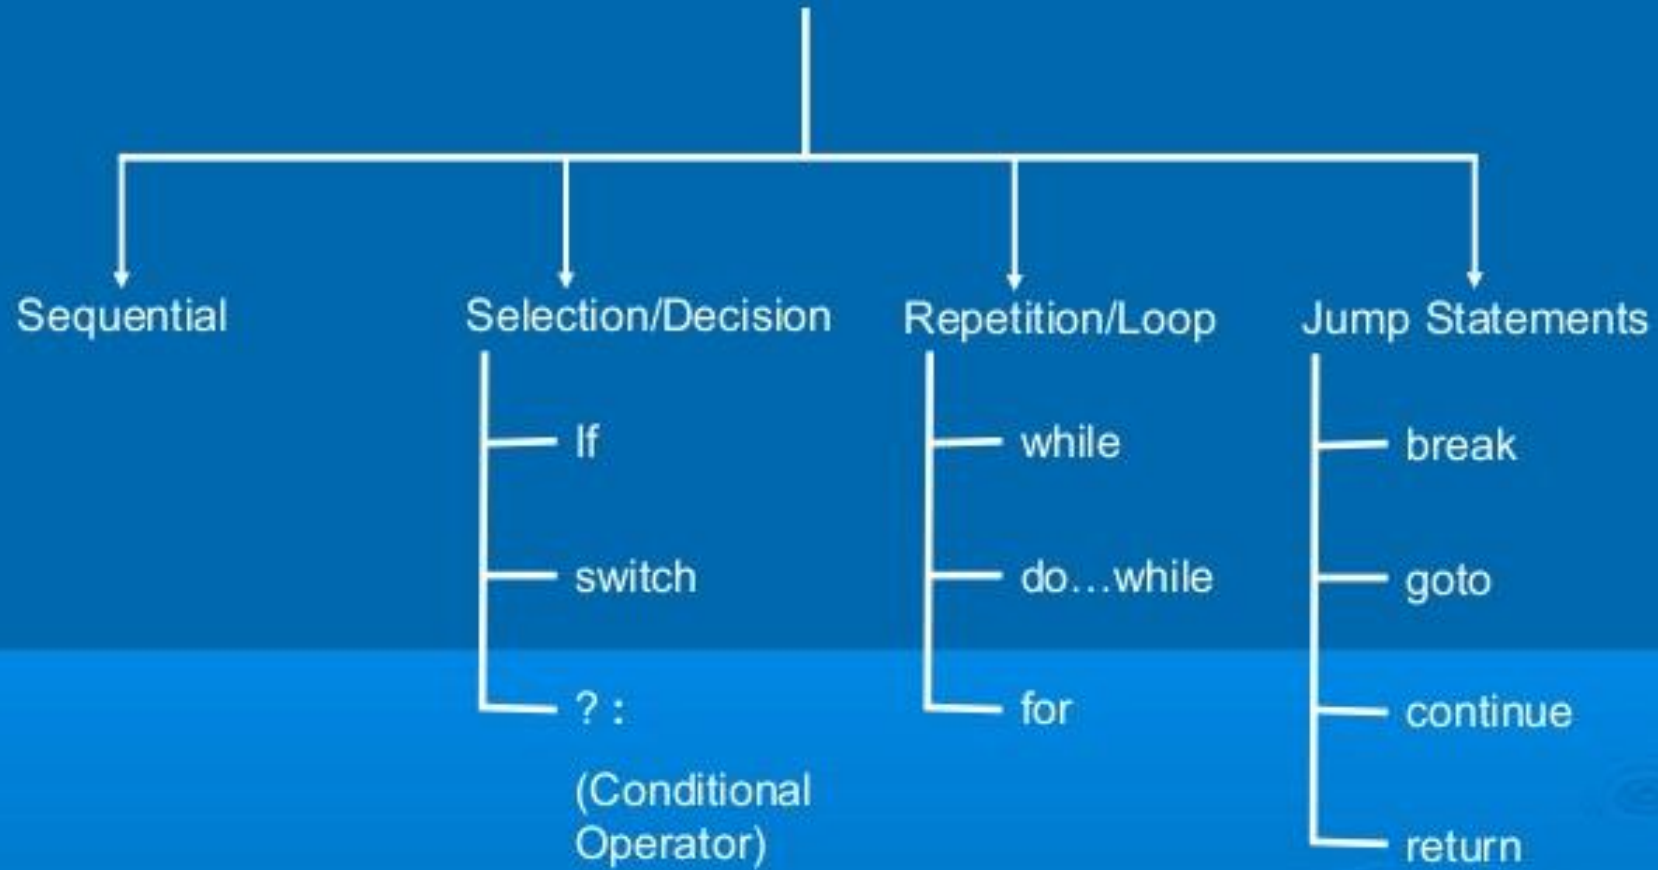 Sequential
Selection/Decision
If
switch
? :
(Conditional
Operator)
Repetition/Loop
while
do...while
for
Jump Statements
break
goto
continue
return